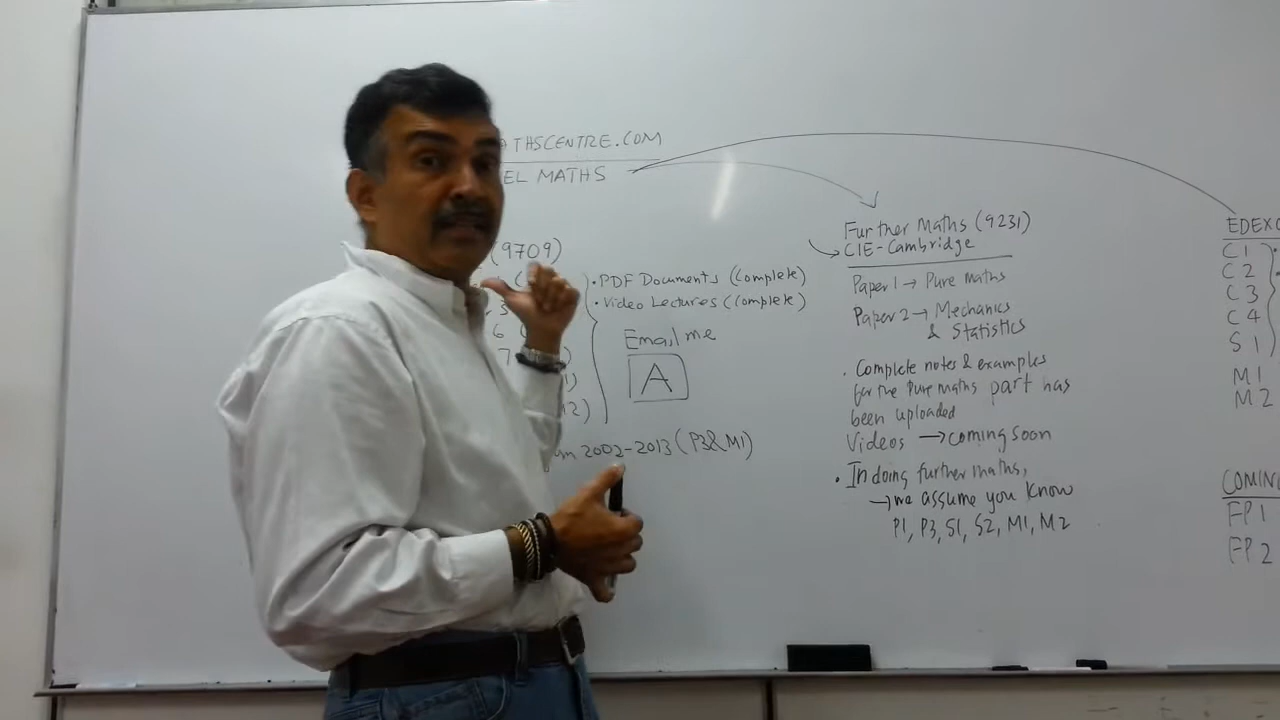 THSCENTRE.COM
EL MATHS
(9709)
• PDF Documents (Complete)
• Video Lectures (Complete)
Email me
A
2002-2013 (P3&M1)
Further Maths (9231)
CIE-Cambridge
Paper 1 → Pure Maths
Paper 2 → Mechanics
& Statistics
• Complete notes & examples
for the Pure maths part has
been uploaded
Videos → coming soon
• In doing further maths,
→ we assume you know
P1, P3, S1, S2, M1, M2
EDEXC
C1
C2
C3
C4
S1
M1
M2
COMIN
FP1
FP2